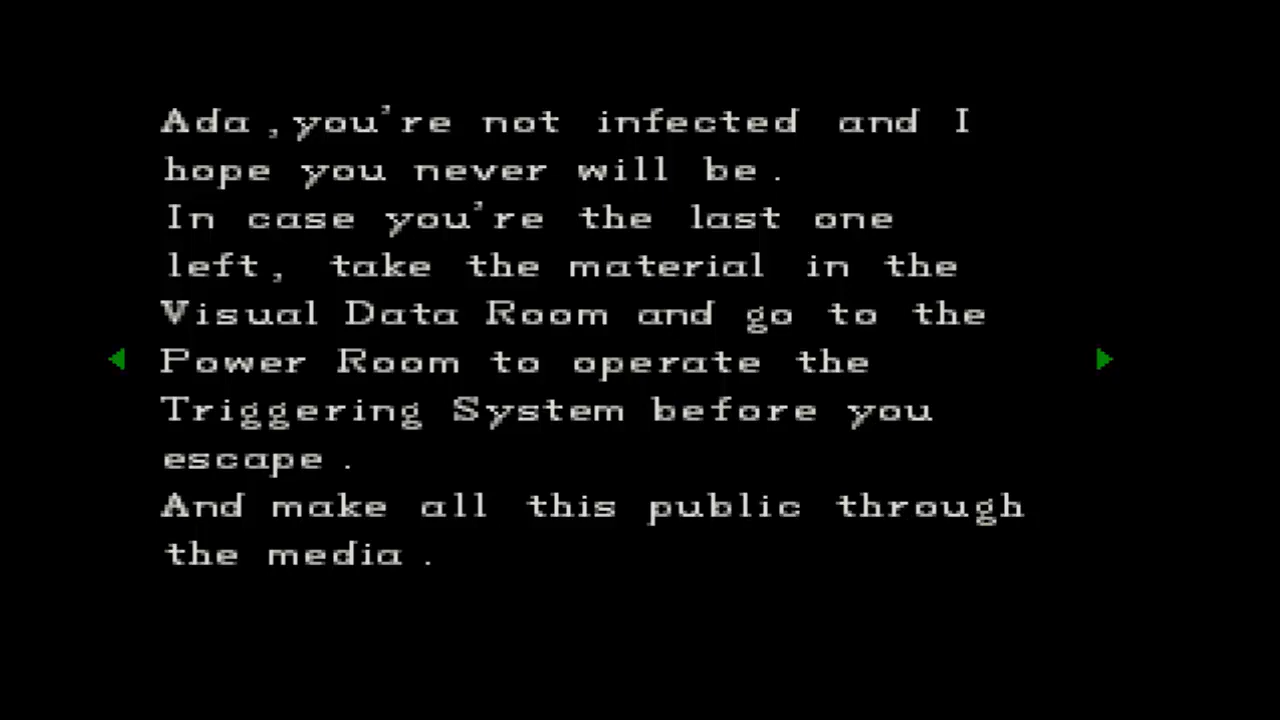 Ada,you're not infected and I
hope you never will be.
In case you're the last one
left, take the material in the
Visual Data Room and go to the
Power Room to operate the
Triggering System before you
escape.
And make all this public through
the media.